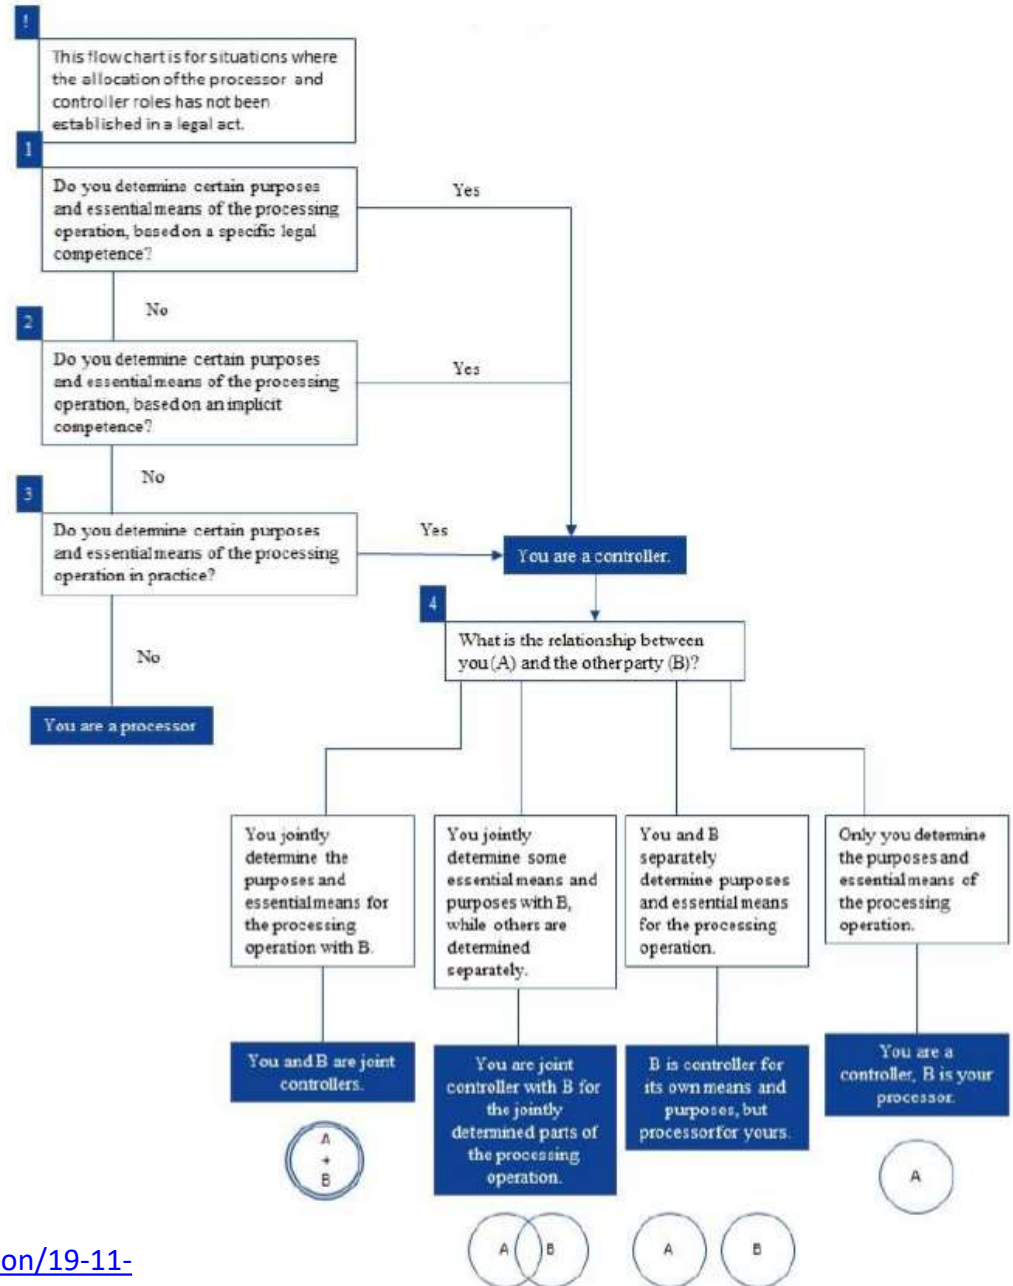 !
This flow chart is for situations where
the allocation of the processor and
controller roles has not been
established in a legal act.
1
Do you determine certain purposes
and essential means of the processing
operation, based on a specific legal
competence?
Yes
No
2
Do you determine certain purposes
and essential means of the processing
operation, based on an implicit
competence?
Yes
No
3
Do you determine certain purposes
and essential means of the processing
operation in practice?
Yes
You are a controller.
No
You are a processor
4
What is the relationship between
you (A) and the other party (B)?
You jointly
determine the
purposes and
essential means for
the processing
operation with B.
You jointly
determine some
essential means and
purposes with B,
while others are
determined
separately.
You and B
separately
determine purposes
and essential means
for the processing
operation.
Only you determine
the purposes and
essential means of
the processing
operation.
You and B are joint
controllers.
You are joint
controller with B for
the jointly
determined parts of
the processing
operation.
B is controller for
its own means and
purposes, but
processor for yours.
You are a
controller, B is your
processor.
A
+
B
A B
A B
A
on/19-11-